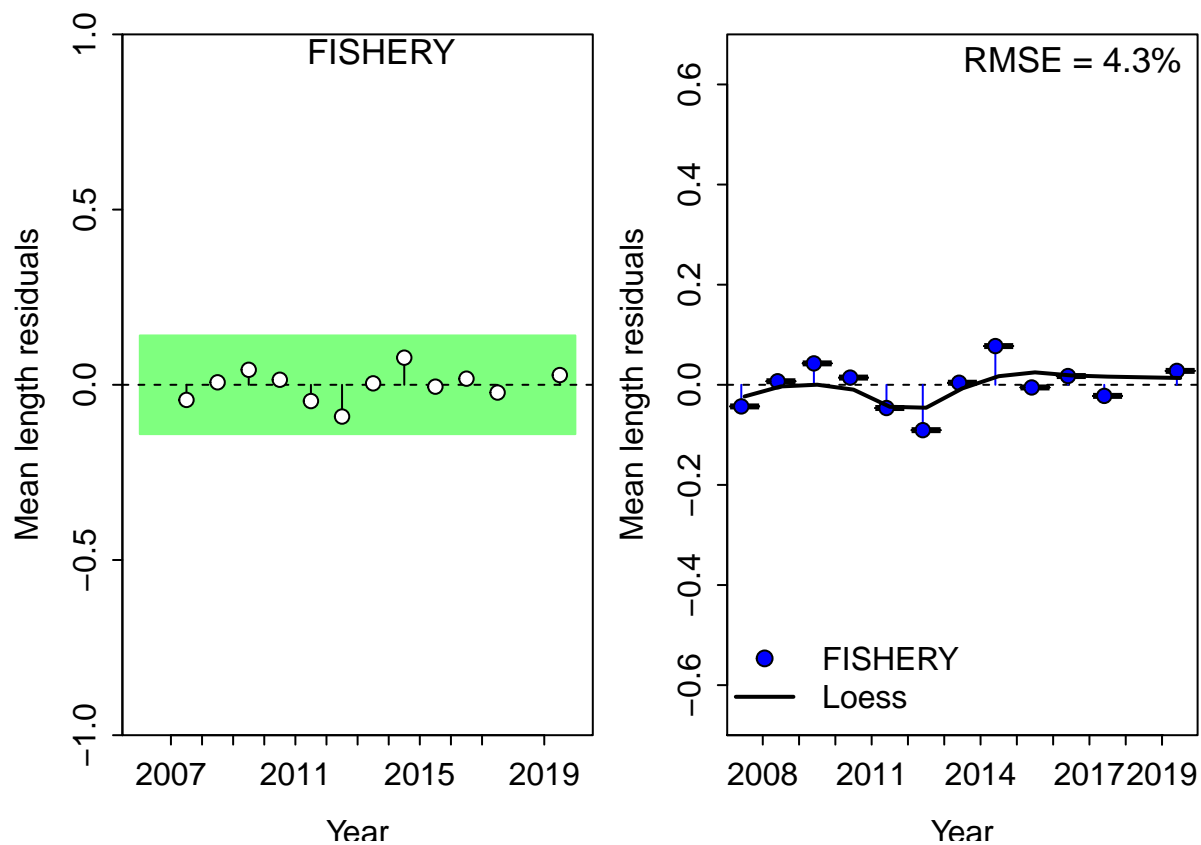 FISHERY
Mean length residuals
1.0
0.5
0.0
−0.5
−1.0
2007 2011 2015 2019
Year
RMSE = 4.3%
Mean length residuals
0.6
0.4
0.2
0.0
−0.2
−0.4
−0.6
FISHERY
Loess
2008 2011 2014 2017 2019
Year